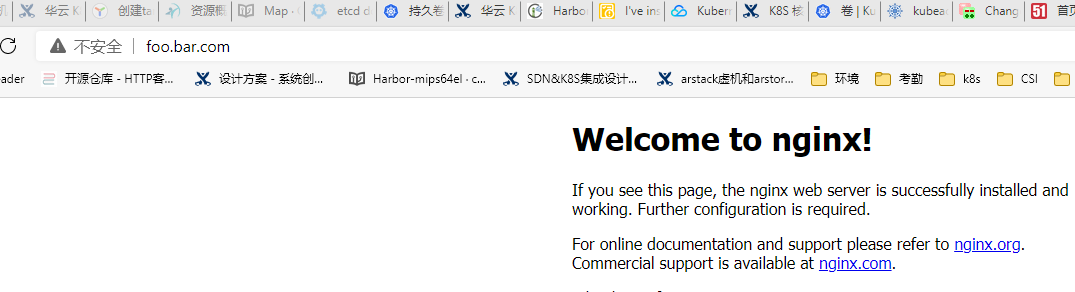 机 华云 K 创建ta 资源概 Map · ( etcd d 持久卷 华云 K Harbor I've ins Kubern K8S 核 卷 | Ku kubead Chang 51 首页
不安全 foo.bar.com
eader 开源仓库 - HTTP客... 设计方案 - 系统创... Harbor-mips64el · c... SDN&K8S集成设计... arstack虚机和arstor... 环境 考勤 k8s CSI
Welcome to nginx!
If you see this page, the nginx web server is successfully installed and
working. Further configuration is required.
For online documentation and support please refer to nginx.org.
Commercial support is available at nginx.com.